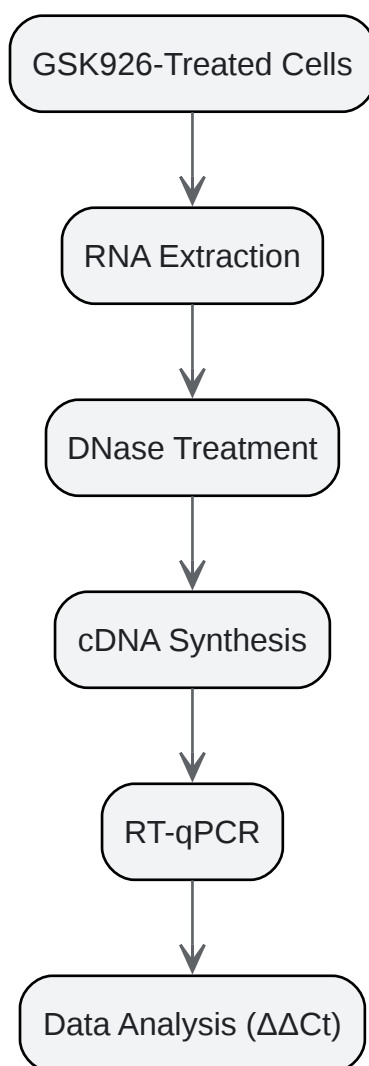 GSK926-Treated Cells
RNA Extraction
DNase Treatment
cDNA Synthesis
RT-qPCR
Data Analysis (ΔΔCt)